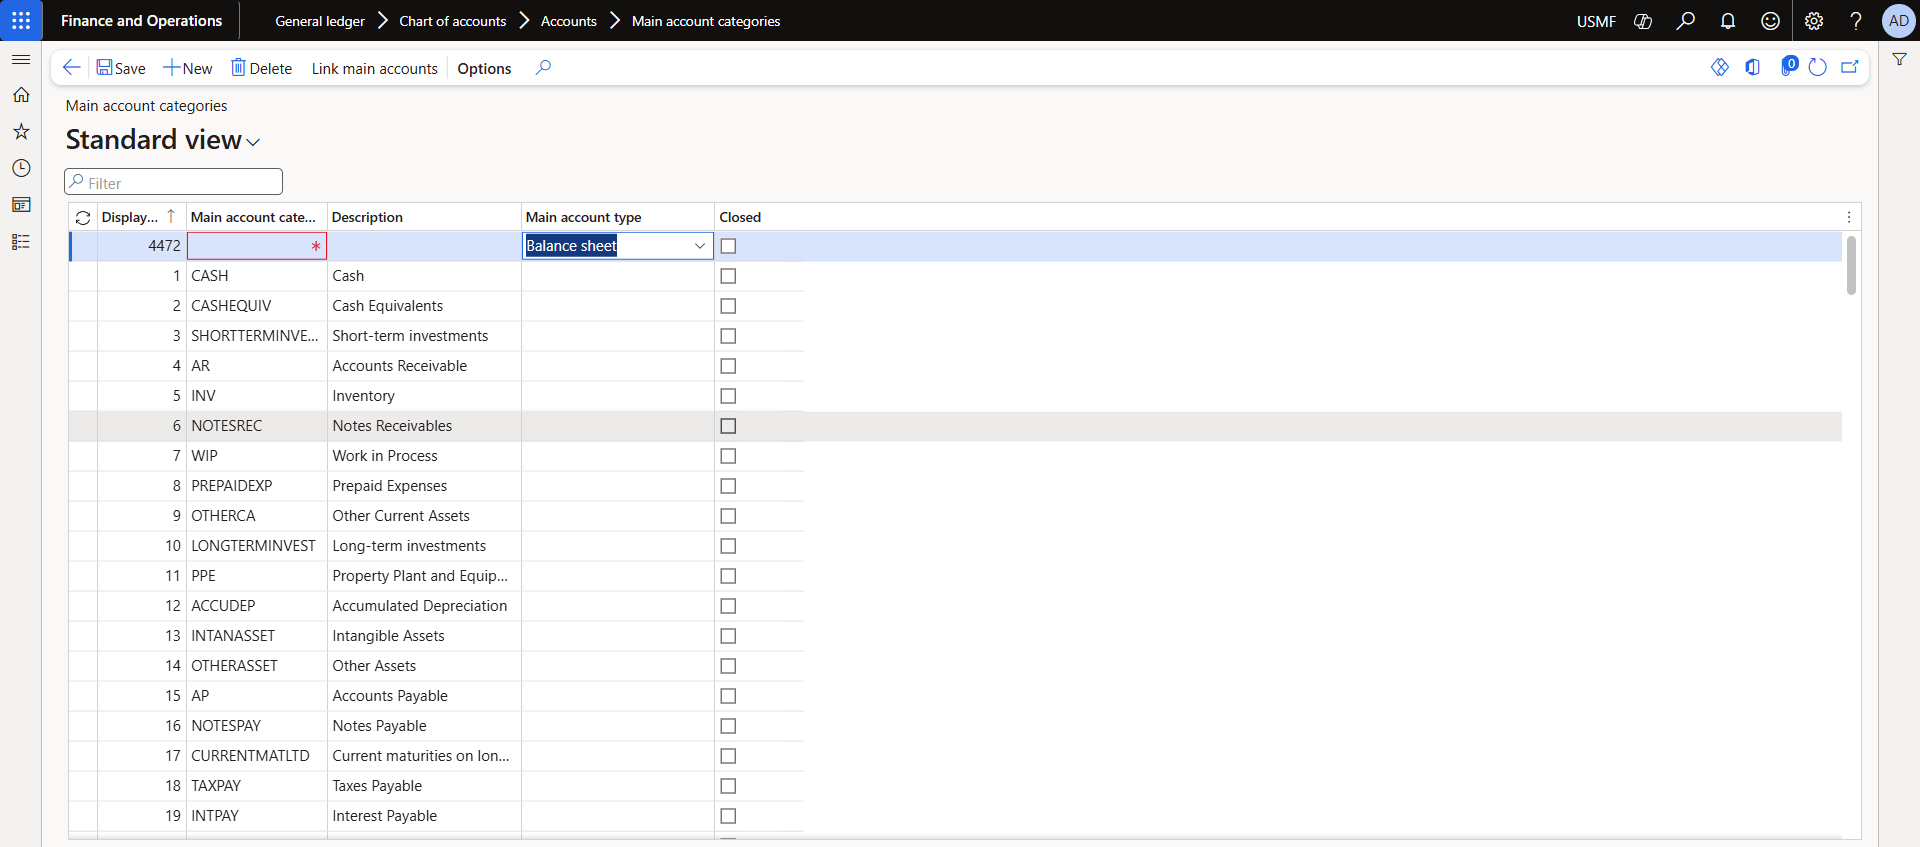 Finance and Operations General ledger Chart of accounts Accounts Main account categories USMF ? AD
Save New Delete Link main accounts Options 0
Main account categories
Standard view
Filter
Display... Main account cate... Description Main account type Closed
4472 * Balance sheet
1 CASH Cash
2 CASHEQUIV Cash Equivalents
3 SHORTTERMINVE... Short-term investments
4 AR Accounts Receivable
5 INV Inventory
6 NOTESREC Notes Receivables
7 WIP Work in Process
8 PREPAIDEXP Prepaid Expenses
9 OTHERCA Other Current Assets
10 LONGTERMINVEST Long-term investments
11 PPE Property Plant and Equip...
12 ACCUDEP Accumulated Depreciation
13 INTANASSET Intangible Assets
14 OTHERASSET Other Assets
15 AP Accounts Payable
16 NOTESPAY Notes Payable
17 CURRENTMATLTD Current maturities on lon...
18 TAXPAY Taxes Payable
19 INTPAY Interest Payable